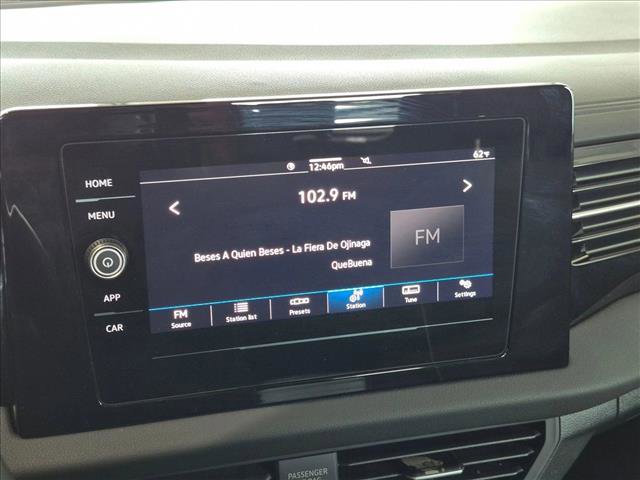 HOME
MENU
APP
CAR
12:46pm
62°F
102.9 FM
FM
Beses A Quien Beses - La Fiera De Ojinaga
QueBuena
FM
Source
Station list
Presets
Station
Tune
Settings
PASSENGER